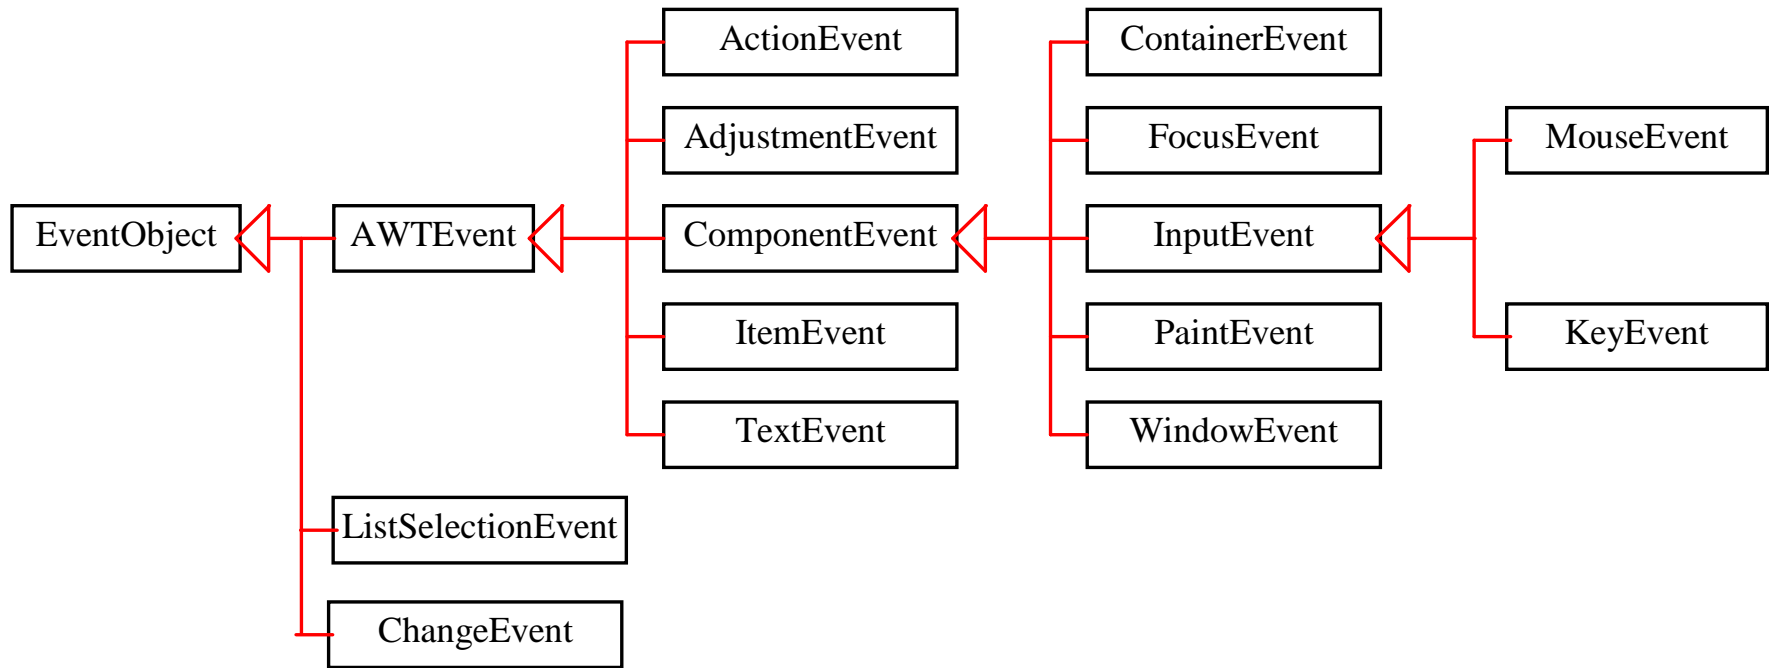 ActionEvent
ContainerEvent
AdjustmentEvent
FocusEvent
MouseEvent
EventObject
AWTEvent
ComponentEvent
InputEvent
ItemEvent
PaintEvent
KeyEvent
TextEvent
WindowEvent
ListSelectionEvent
ChangeEvent